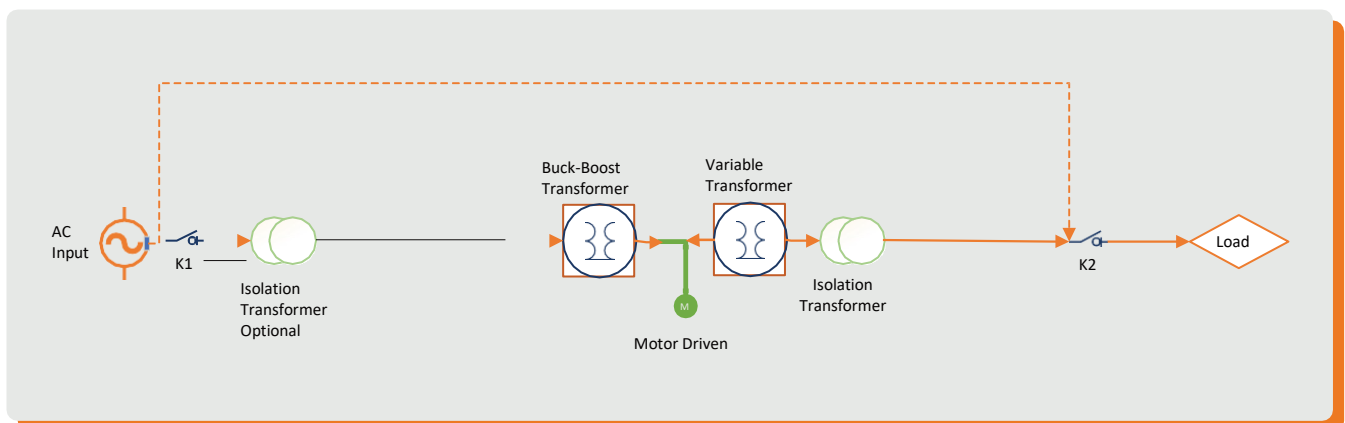 AC
Input
K1
Isolation
Transformer
Optional
Buck-Boost
Transformer
M
Motor Driven
Variable
Transformer
Isolation
Transformer
K2
Load